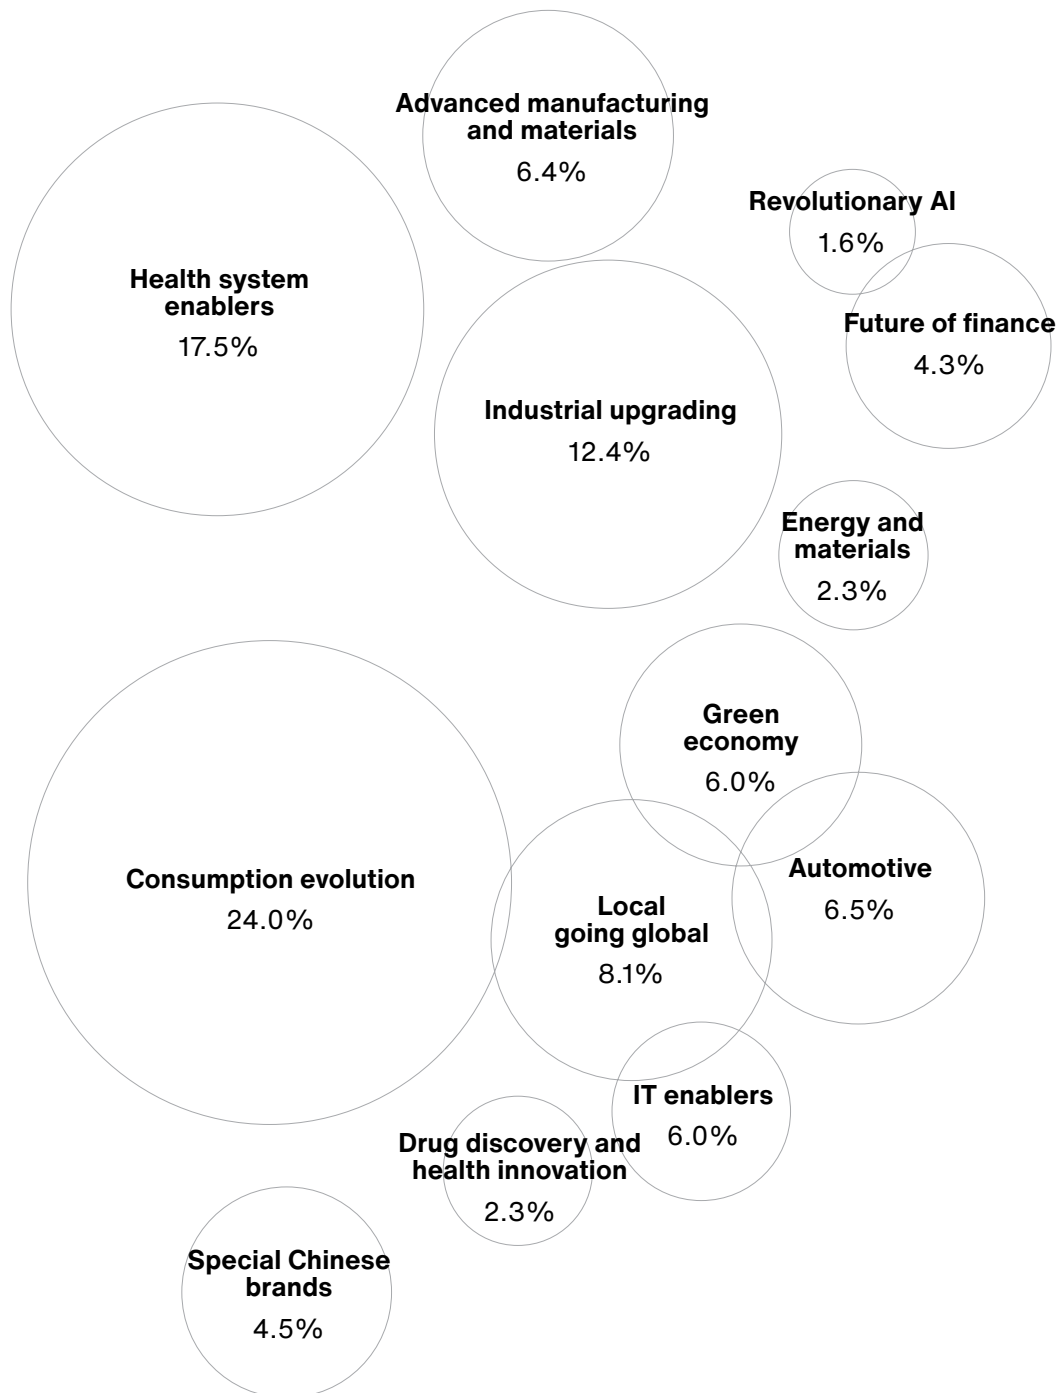 Advanced manufacturing
and materials
6.4%
Revolutionary AI
1.6%
Health system
enablers
17.5%
Future of finance
4.3%
Industrial upgrading
12.4%
Energy and
materials
2.3%
Green
economy
6.0%
Consumption evolution
24.0%
Local
going global
8.1%
Automotive
6.5%
IT enablers
6.0%
Drug discovery and
health innovation
2.3%
Special Chinese
brands
4.5%